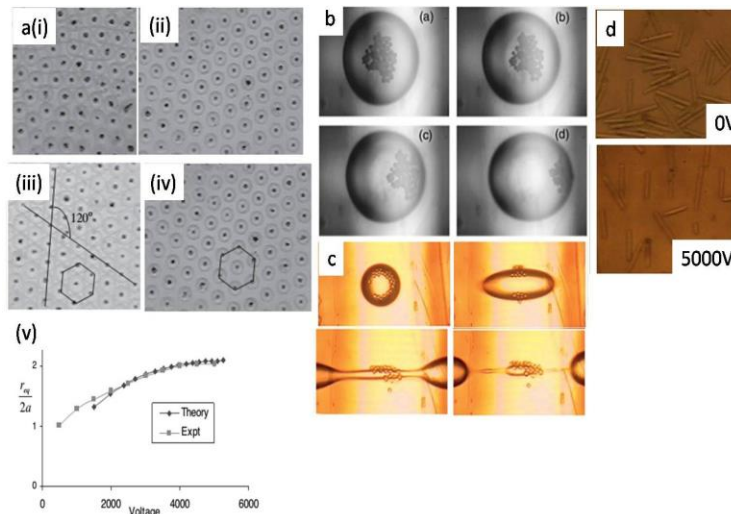 a(i)
(ii)
(iii)
120°
(iv)
(v)
r_eq
2a
2
1
0
0
2000
4000
6000
Voltage
Theory
Expt
b
(a)
(b)
(c)
(d)
c
d
0V
5000V